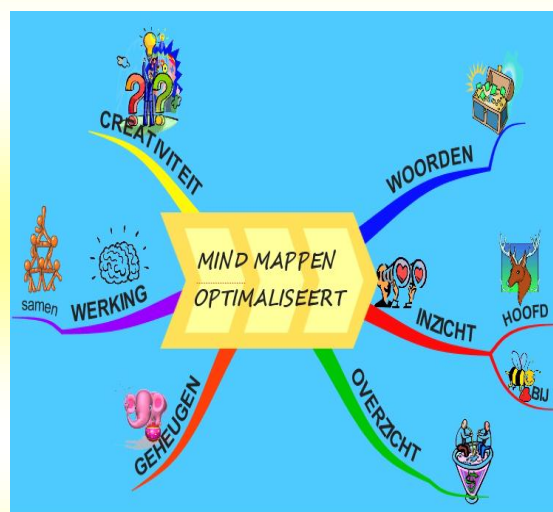 MIND MAPPEN
OPTIMALISEERT
CREATIVITEIT
WOORDEN
samen
WERKING
INZICHT
HOOFD
BIJ
GEHEUGEN
OVERZICHT